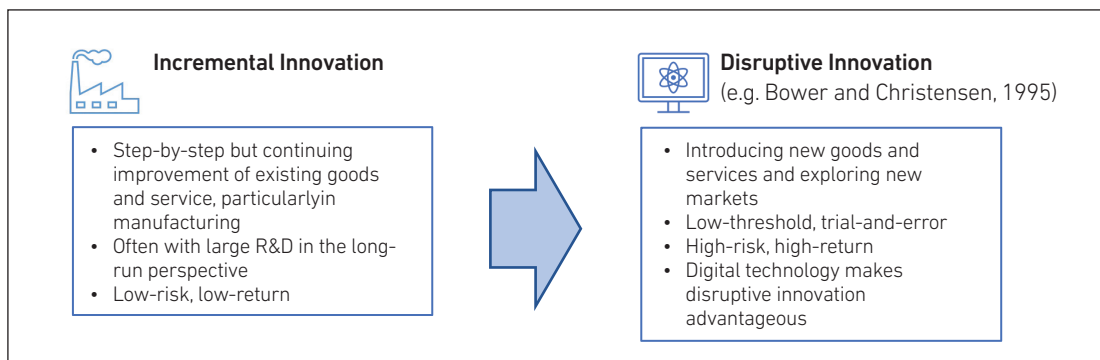 Incremental Innovation
• Step-by-step but continuing
improvement of existing goods
and service, particularlyin
manufacturing
• Often with large R&D in the long-
run perspective
• Low-risk, low-return
Disruptive Innovation
(e.g. Bower and Christensen, 1995)
• Introducing new goods and
services and exploring new
markets
• Low-threshold, trial-and-error
• High-risk, high-return
• Digital technology makes
disruptive innovation
advantageous